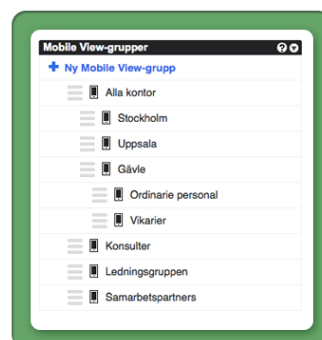 Mobile View-grupper
Ny Mobile View-grupp
Alla kontor
Stockholm
Uppsala
Gävle
Ordinarie personal
Vikarier
Konsulter
Ledningsgruppen
Samarbetspartners